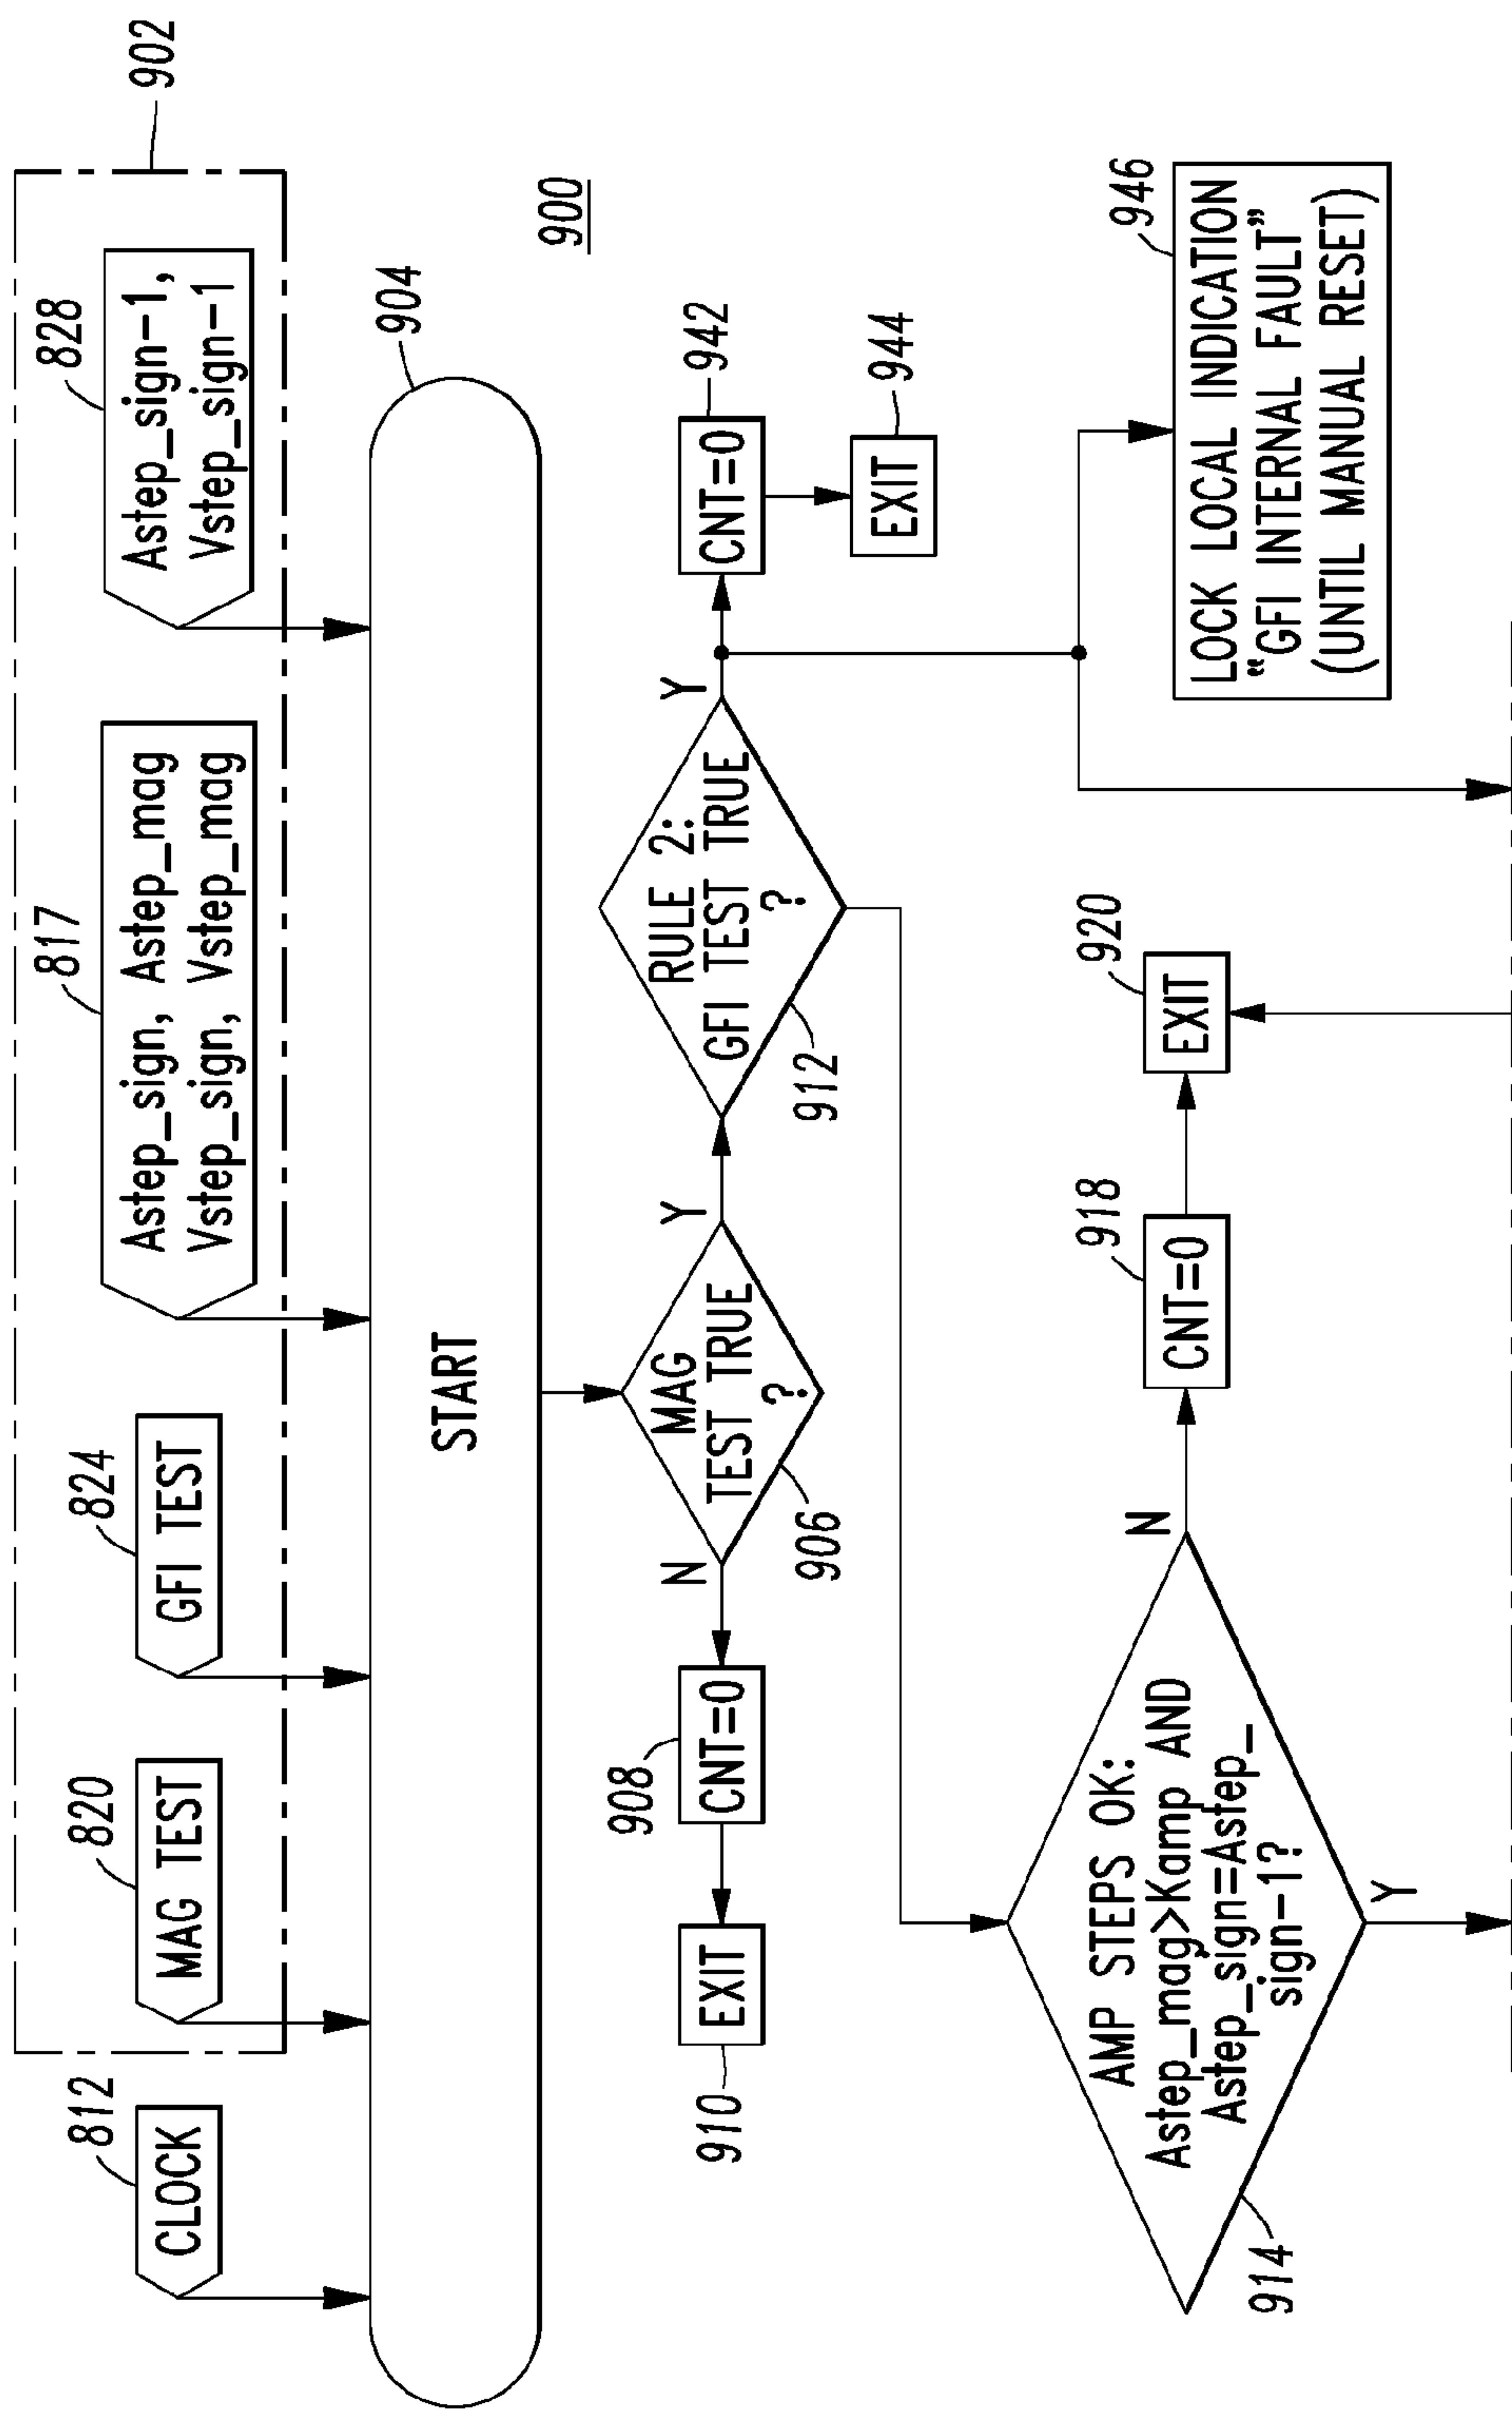 902
812
820
824
817
828
CLOCK
MAG TEST
GFI TEST
Astep_sign, Astep_mag
Vstep_sign, Vstep_mag
Astep_sign-1,
Vstep_sign-1
904
START
900
910
EXIT
908
CNT=0
N
MAG
TEST TRUE
?
906
Y
RULE 2:
GFI TEST TRUE
?
912
Y
CNT=0
942
EXIT
944
AMP STEPS OK:
Astep_mag>Kamp AND
Astep_sign=Astep_
sign-1?
914
N
Y
CNT=0
918
EXIT
920
946
LOCK LOCAL INDICATION
“GFI INTERNAL FAULT”
(UNTIL MANUAL RESET)